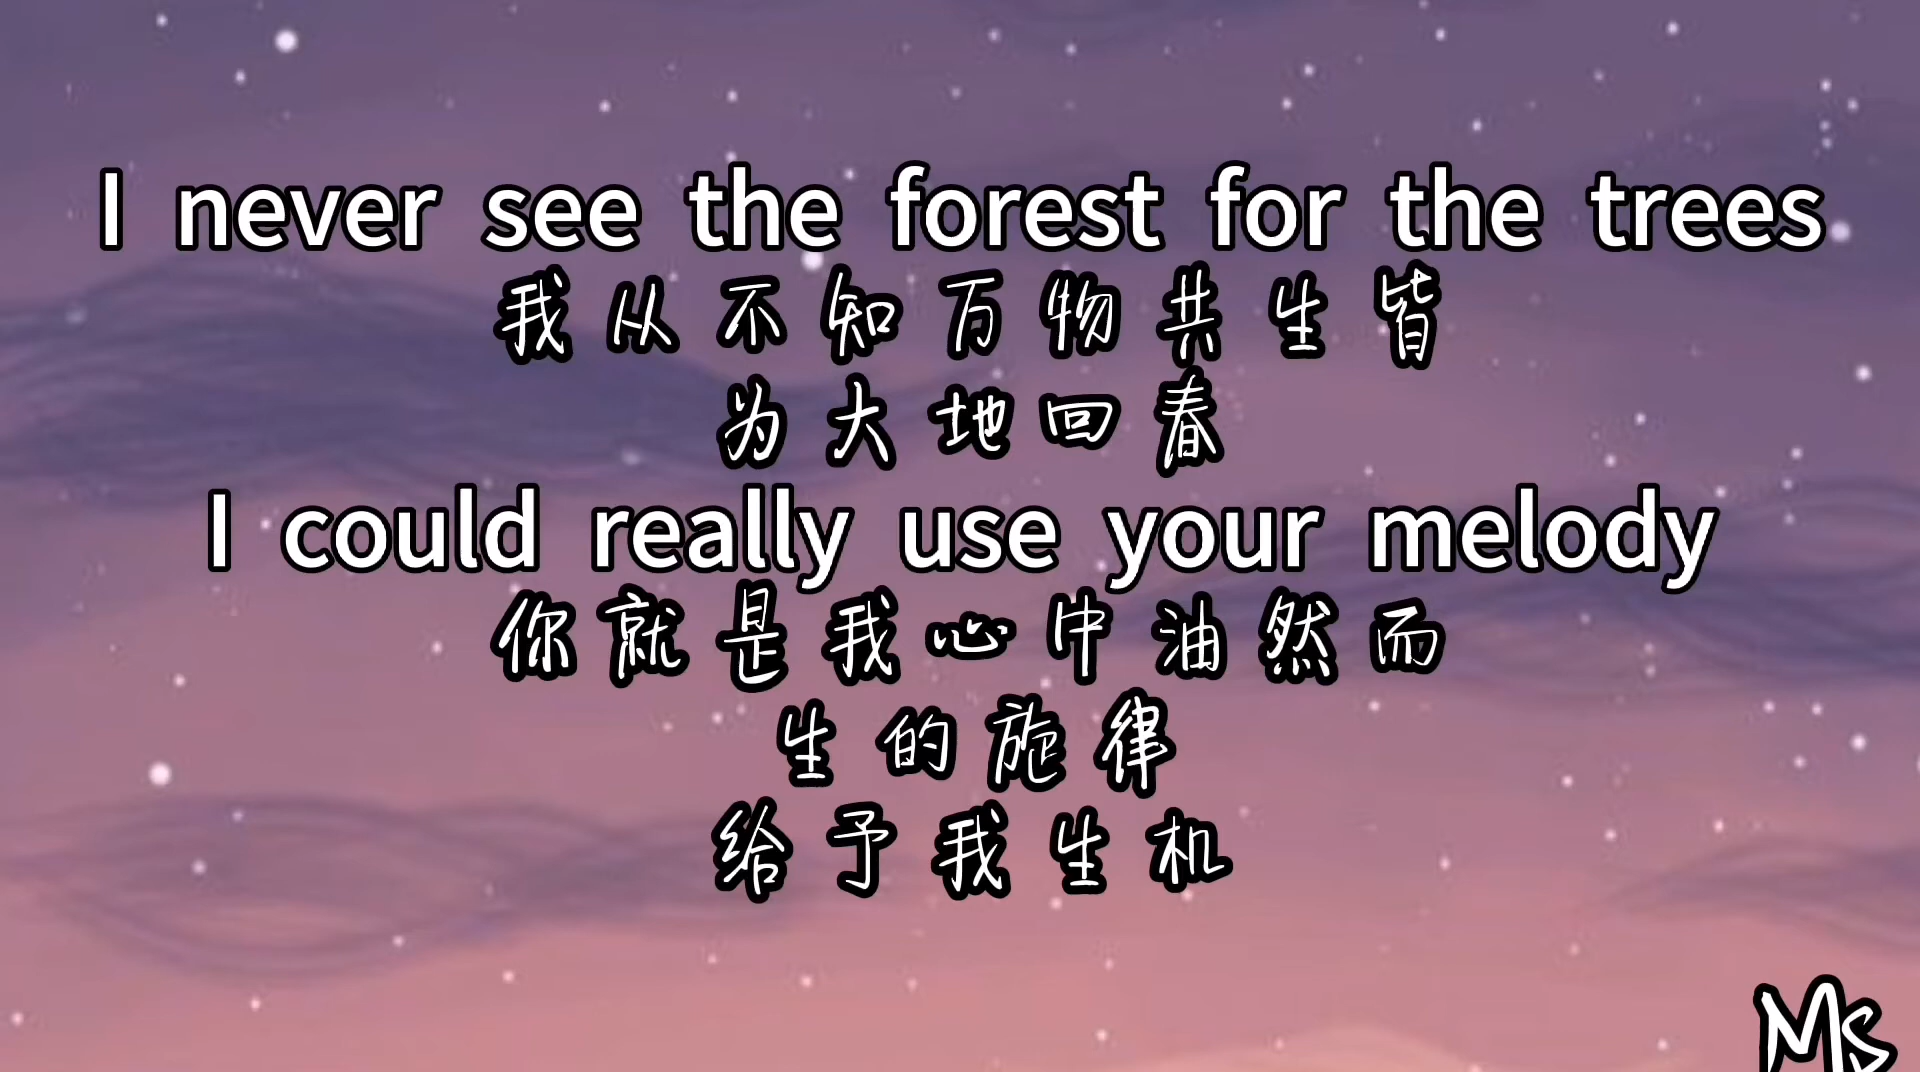 I never see the forest for the trees
我从不知万物共生皆
为大地回春
I could really use your melody
你就是我心中油然而
生的旋律
给予我生机
Ms